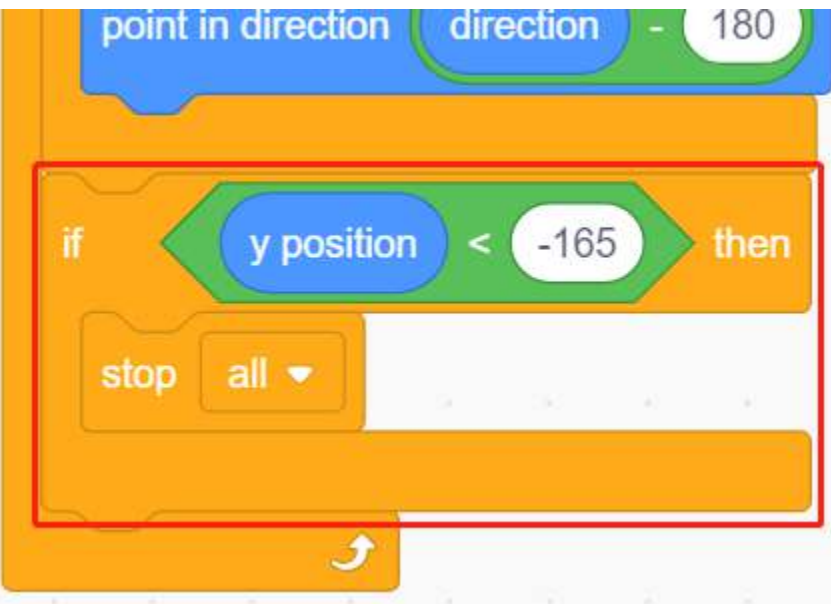 point in direction direction - 180
if y position < -165 then
stop all